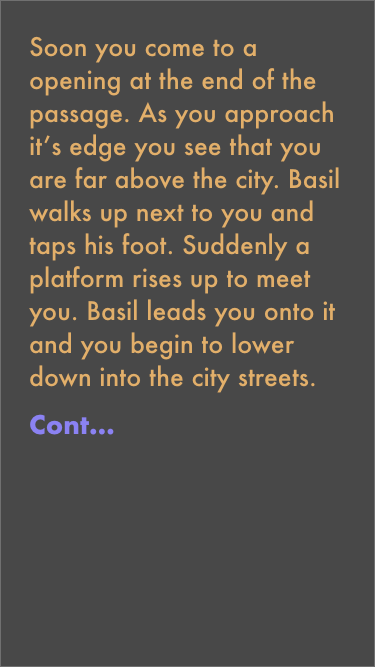 Soon you come to a
opening at the end of the
passage. As you approach
it’s edge you see that you
are far above the city. Basil
walks up next to you and
taps his foot. Suddenly a
platform rises up to meet
you. Basil leads you onto it
and you begin to lower
down into the city streets.
Cont...